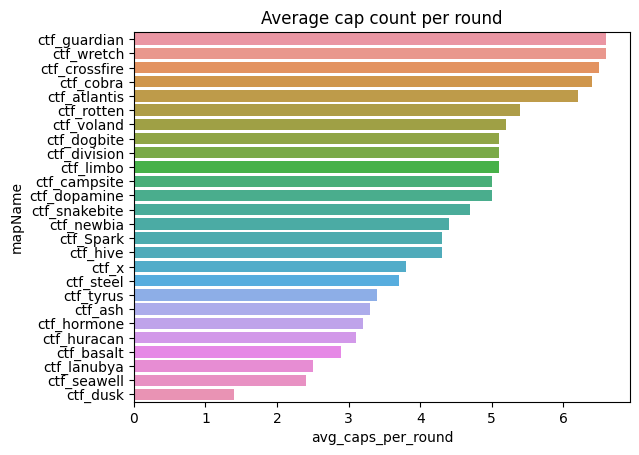 Average cap count per round
mapName
ctf_guardian
ctf_wretch
ctf_crossfire
ctf_cobra
ctf_atlantis
ctf_rotten
ctf_voland
ctf_dogbite
ctf_division
ctf_limbo
ctf_campsite
ctf_dopamine
ctf_snakebite
ctf_newbia
ctf_Spark
ctf_hive
ctf_x
ctf_steel
ctf_tyrus
ctf_ash
ctf_hormone
ctf_huracan
ctf_basalt
ctf_lanubya
ctf_seawell
ctf_dusk
0 1 2 3 4 5 6
avg_caps_per_round